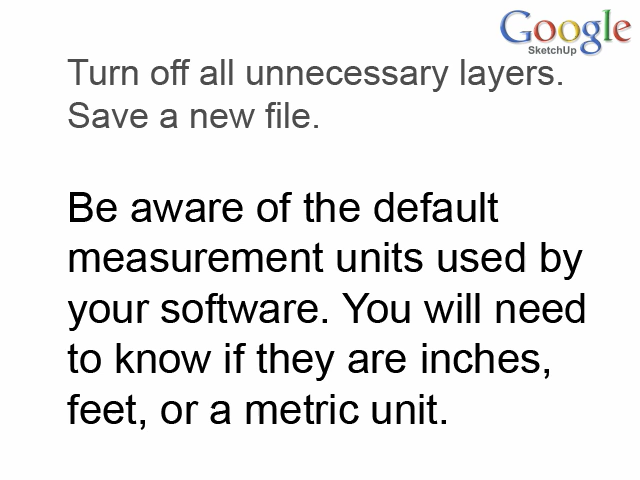 Google
SketchUp
Turn off all unnecessary layers.
Save a new file.
Be aware of the default
measurement units used by
your software. You will need
to know if they are inches,
feet, or a metric unit.